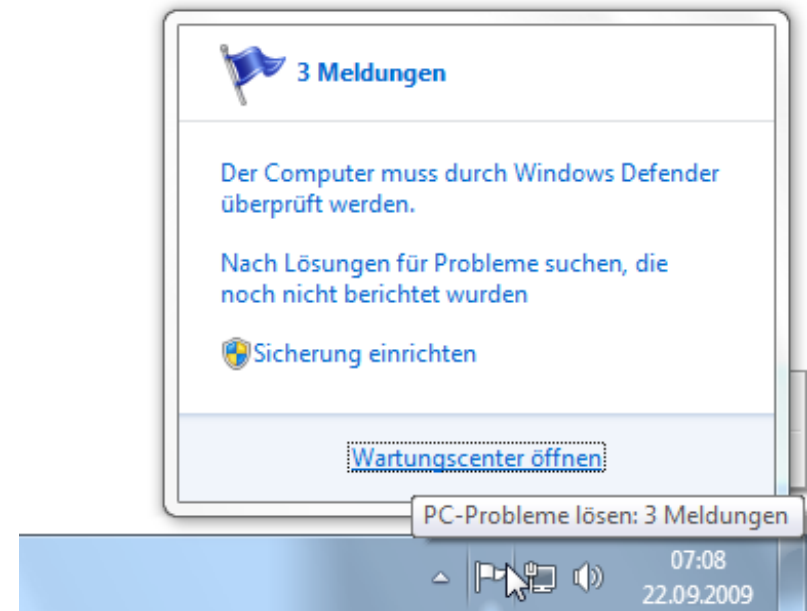 3 Meldungen
Der Computer muss durch Windows Defender
überprüft werden.
Nach Lösungen für Probleme suchen, die
noch nicht berichtet wurden
Sicherung einrichten
Wartungscenter öffnen
PC-Probleme lösen: 3 Meldungen
07:08
22.09.2009